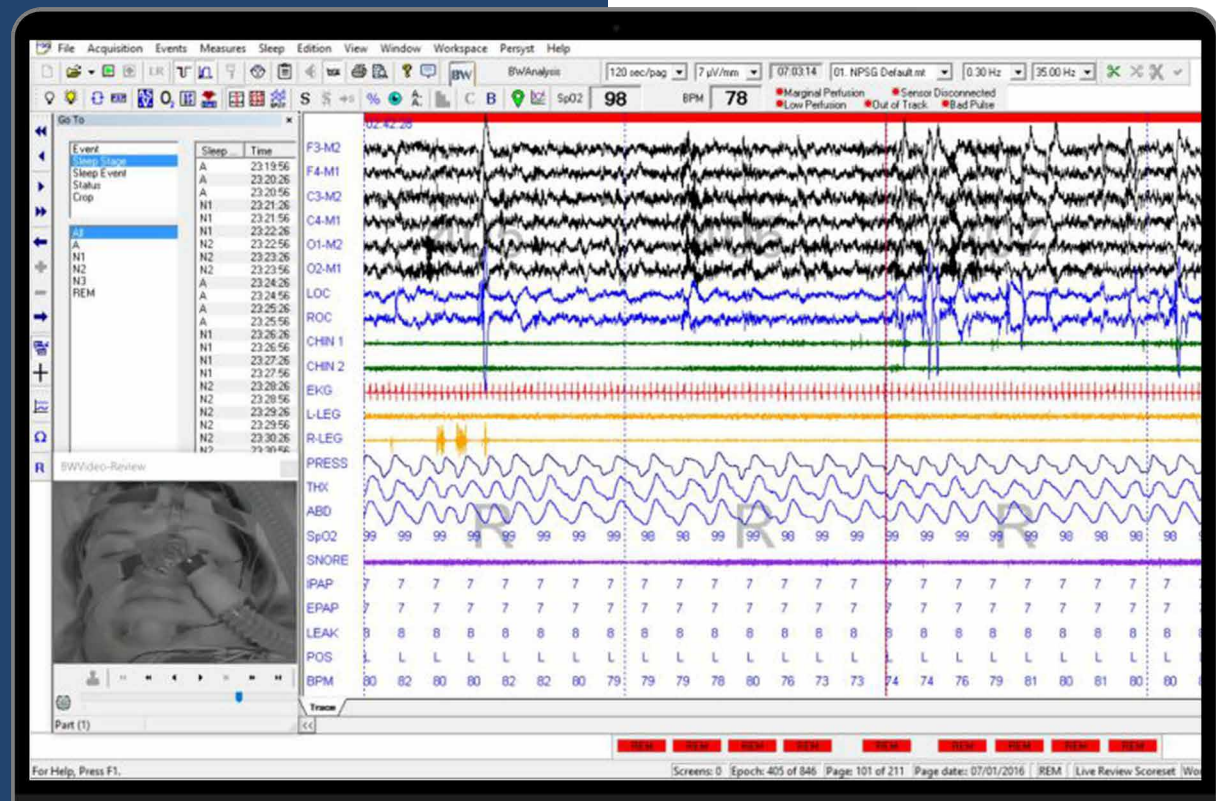 File Acquisition Events Measures Sleep Edition View Window Workspace Persyst Help
BW BWAnalysis 120 sec/pag 7 µV/mm 07:03:14 01. NPSG Default.mt 0.30 Hz 35.00 Hz
SpO2 98 BPM 78 Marginal Perfusion Sensor Disconnected
Low Perfusion Out of Track Bad Pulse
Go To
Event
Sleep Stage
Sleep Event
Status
Crop
All
A
N1
N2
N3
REM
Sleep ... Time
A 23:19:56
A 23:20:26
A 23:20:56
N1 23:21:26
N1 23:21:56
N1 23:22:26
N2 23:22:56
N2 23:23:26
N2 23:23:56
A 23:24:26
A 23:24:56
A 23:25:26
A 23:25:56
N1 23:26:26
N1 23:26:56
N1 23:27:26
N1 23:27:56
N2 23:28:26
N2 23:28:56
N2 23:29:26
N2 23:29:56
N2 23:30:26
N2 23:30:56
BWVideo-Review
Part (1)
02:42:26
F3-M2
F4-M1
C3-M2
C4-M1
O1-M2
O2-M1
LOC
ROC
CHIN 1
CHIN 2
EKG
L-LEG
R-LEG
PRESS
THX
ABD
R R R
SpO2 99 99 99 99 99 99 99 98 98 99 99 99 99 99 98 98 99 99 99 98 98 98 98 98
SNORE
IPAP 7 7 7 7 7 7 7 7 7 7 7 7 7 7 7 7 7 7 7 7 7 7 7 7
EPAP 7 7 7 7 7 7 7 7 7 7 7 7 7 7 7 7 7 7 7 7 7 7 7 7
LEAK 8 8 8 8 8 8 8 8 8 8 8 8 8 8 8 8 8 8 8 8 8 8 8 8
POS L L L L L L L L L L L L L L L L L L L L L L L L
BPM 80 82 80 80 82 82 80 79 79 79 78 80 76 73 73 74 74 76 79 81 80 81 80 80
Trace
REM REM REM REM REM REM REM REM REM
For Help, Press F1.
Screens: 0 Epoch: 405 of 846 Page: 101 of 211 Page date: 07/01/2016 REM Live Review Scoreset